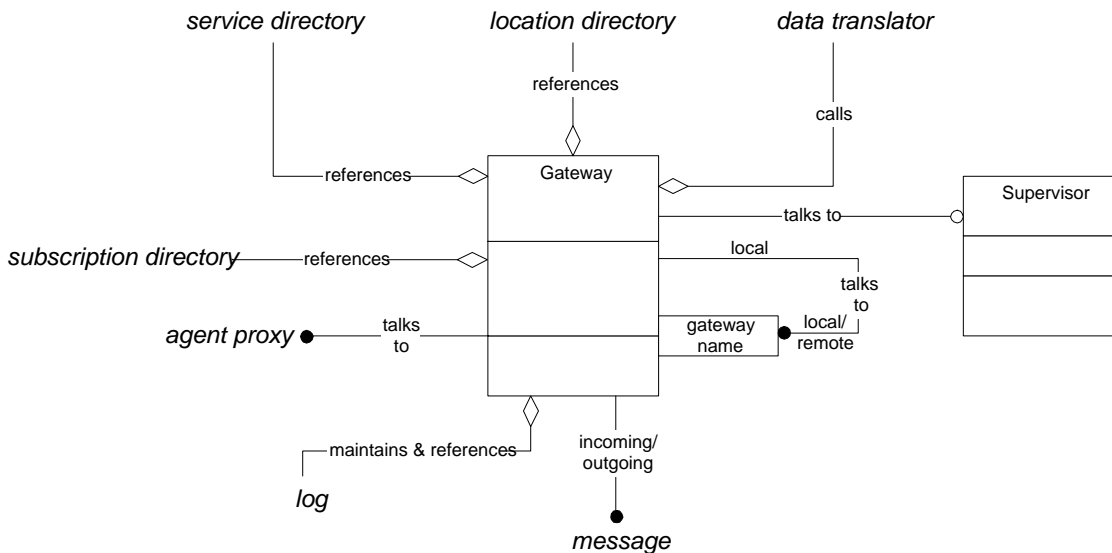 service directory
location directory
data translator
references
calls
references
Gateway
Supervisor
talks to
subscription directory
references
local
talks
to
agent proxy
talks
to
gateway
name
local/
remote
maintains & references
incoming/
outgoing
log
message